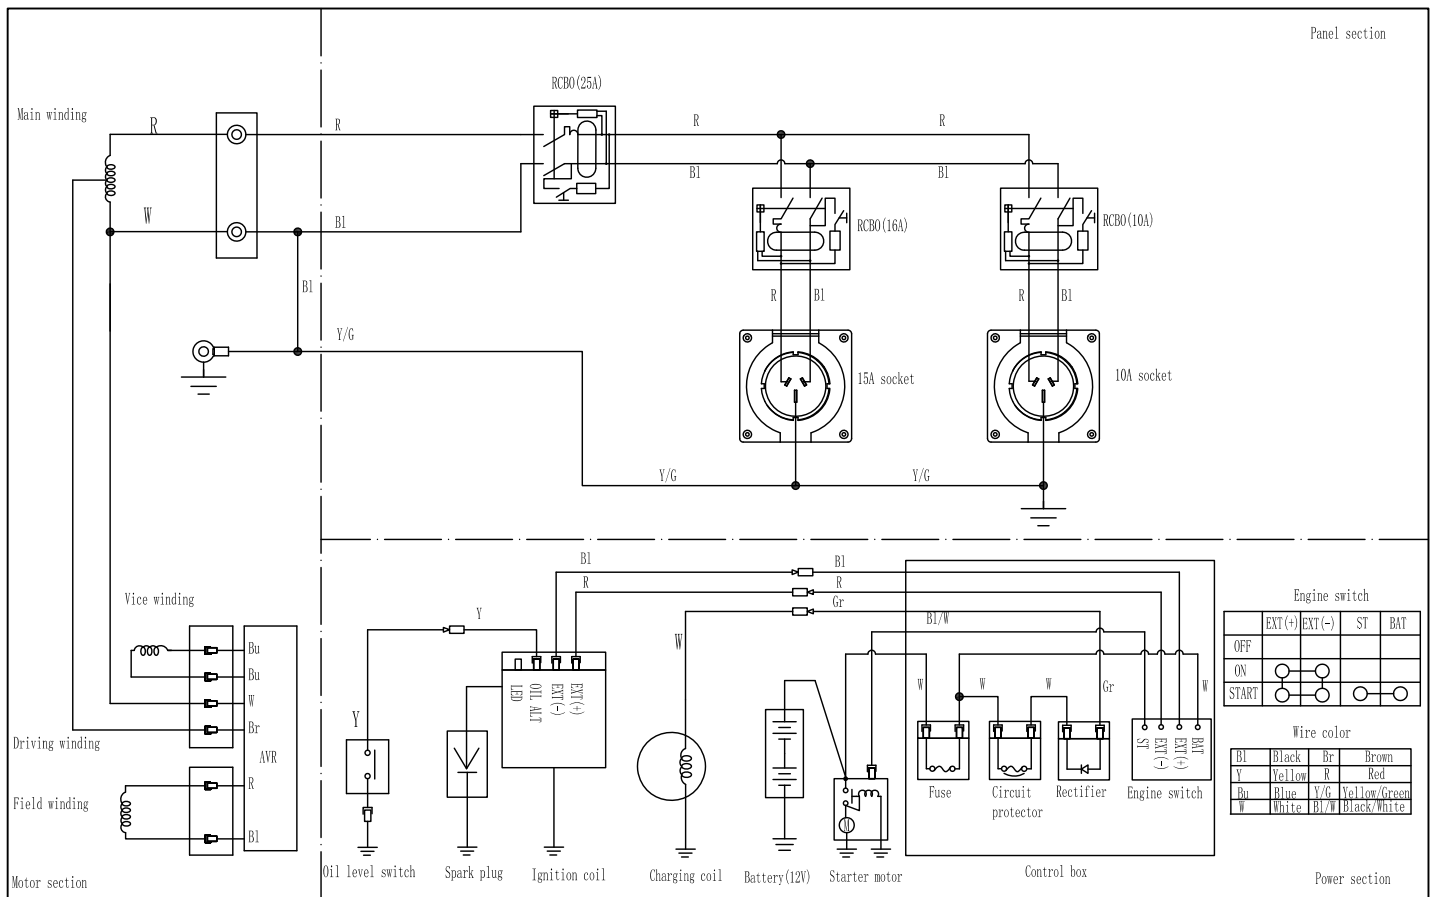 Panel section
RCBO(25A)
Main winding
R
R
R
R
Bl
Bl
W
Bl
RCBO(16A)
RCBO(10A)
Bl
R
Bl
R
Bl
Y/G
15A socket
10A socket
Y/G
Y/G
Bl
Bl
R
R
Gr
Engine switch
Vice winding
Y
Bl/W
EXT(+)
EXT(-)
ST
BAT
OFF
ON
START
W
Bu
Bu
W
Br
AVR
LED
OIL ALT
EXT(-)
EXT(+)
W
W
W
Gr
W
Y
Driving winding
ST
EXT(-)
EXT(+)
BAT
Wire color
Bl
Black
Br
Brown
Y
Yellow
R
Red
Bu
Blue
Y/G
Yellow/Green
W
White
Bl/W
Black/White
R
Field winding
Bl
M
Fuse
Circuit
protector
Rectifier
Engine switch
Oil level switch
Spark plug
Ignition coil
Charging coil
Battery(12V)
Starter motor
Control box
Motor section
Power section